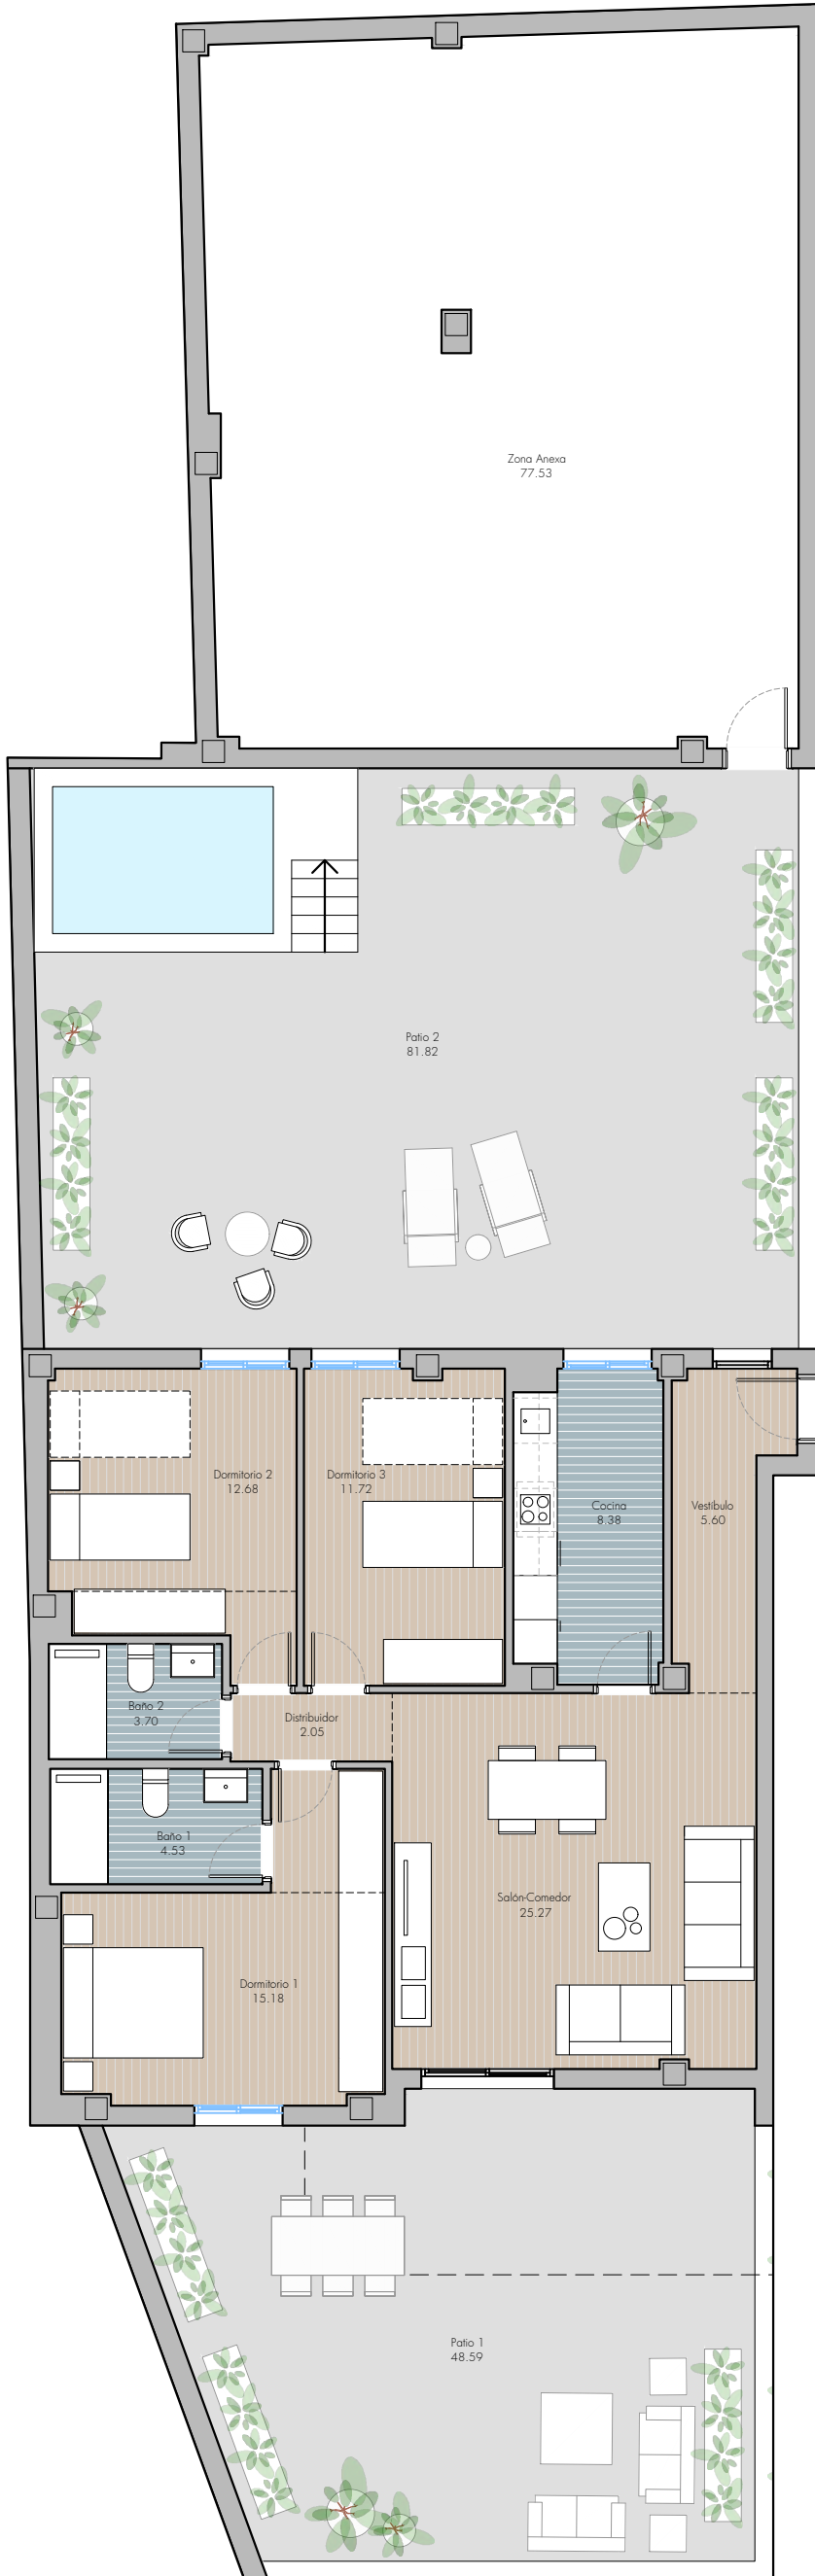 Zona Anexa
77.53
Patio 2
81.82
Dormitorio 2
12.68
Dormitorio 3
11.72
Cocina
8.38
Vestíbulo
5.60
Baño 2
3.70
Distribuidor
2.05
Baño 1
4.53
Salón-Comedor
25.27
Dormitorio 1
15.18
Patio 1
48.59